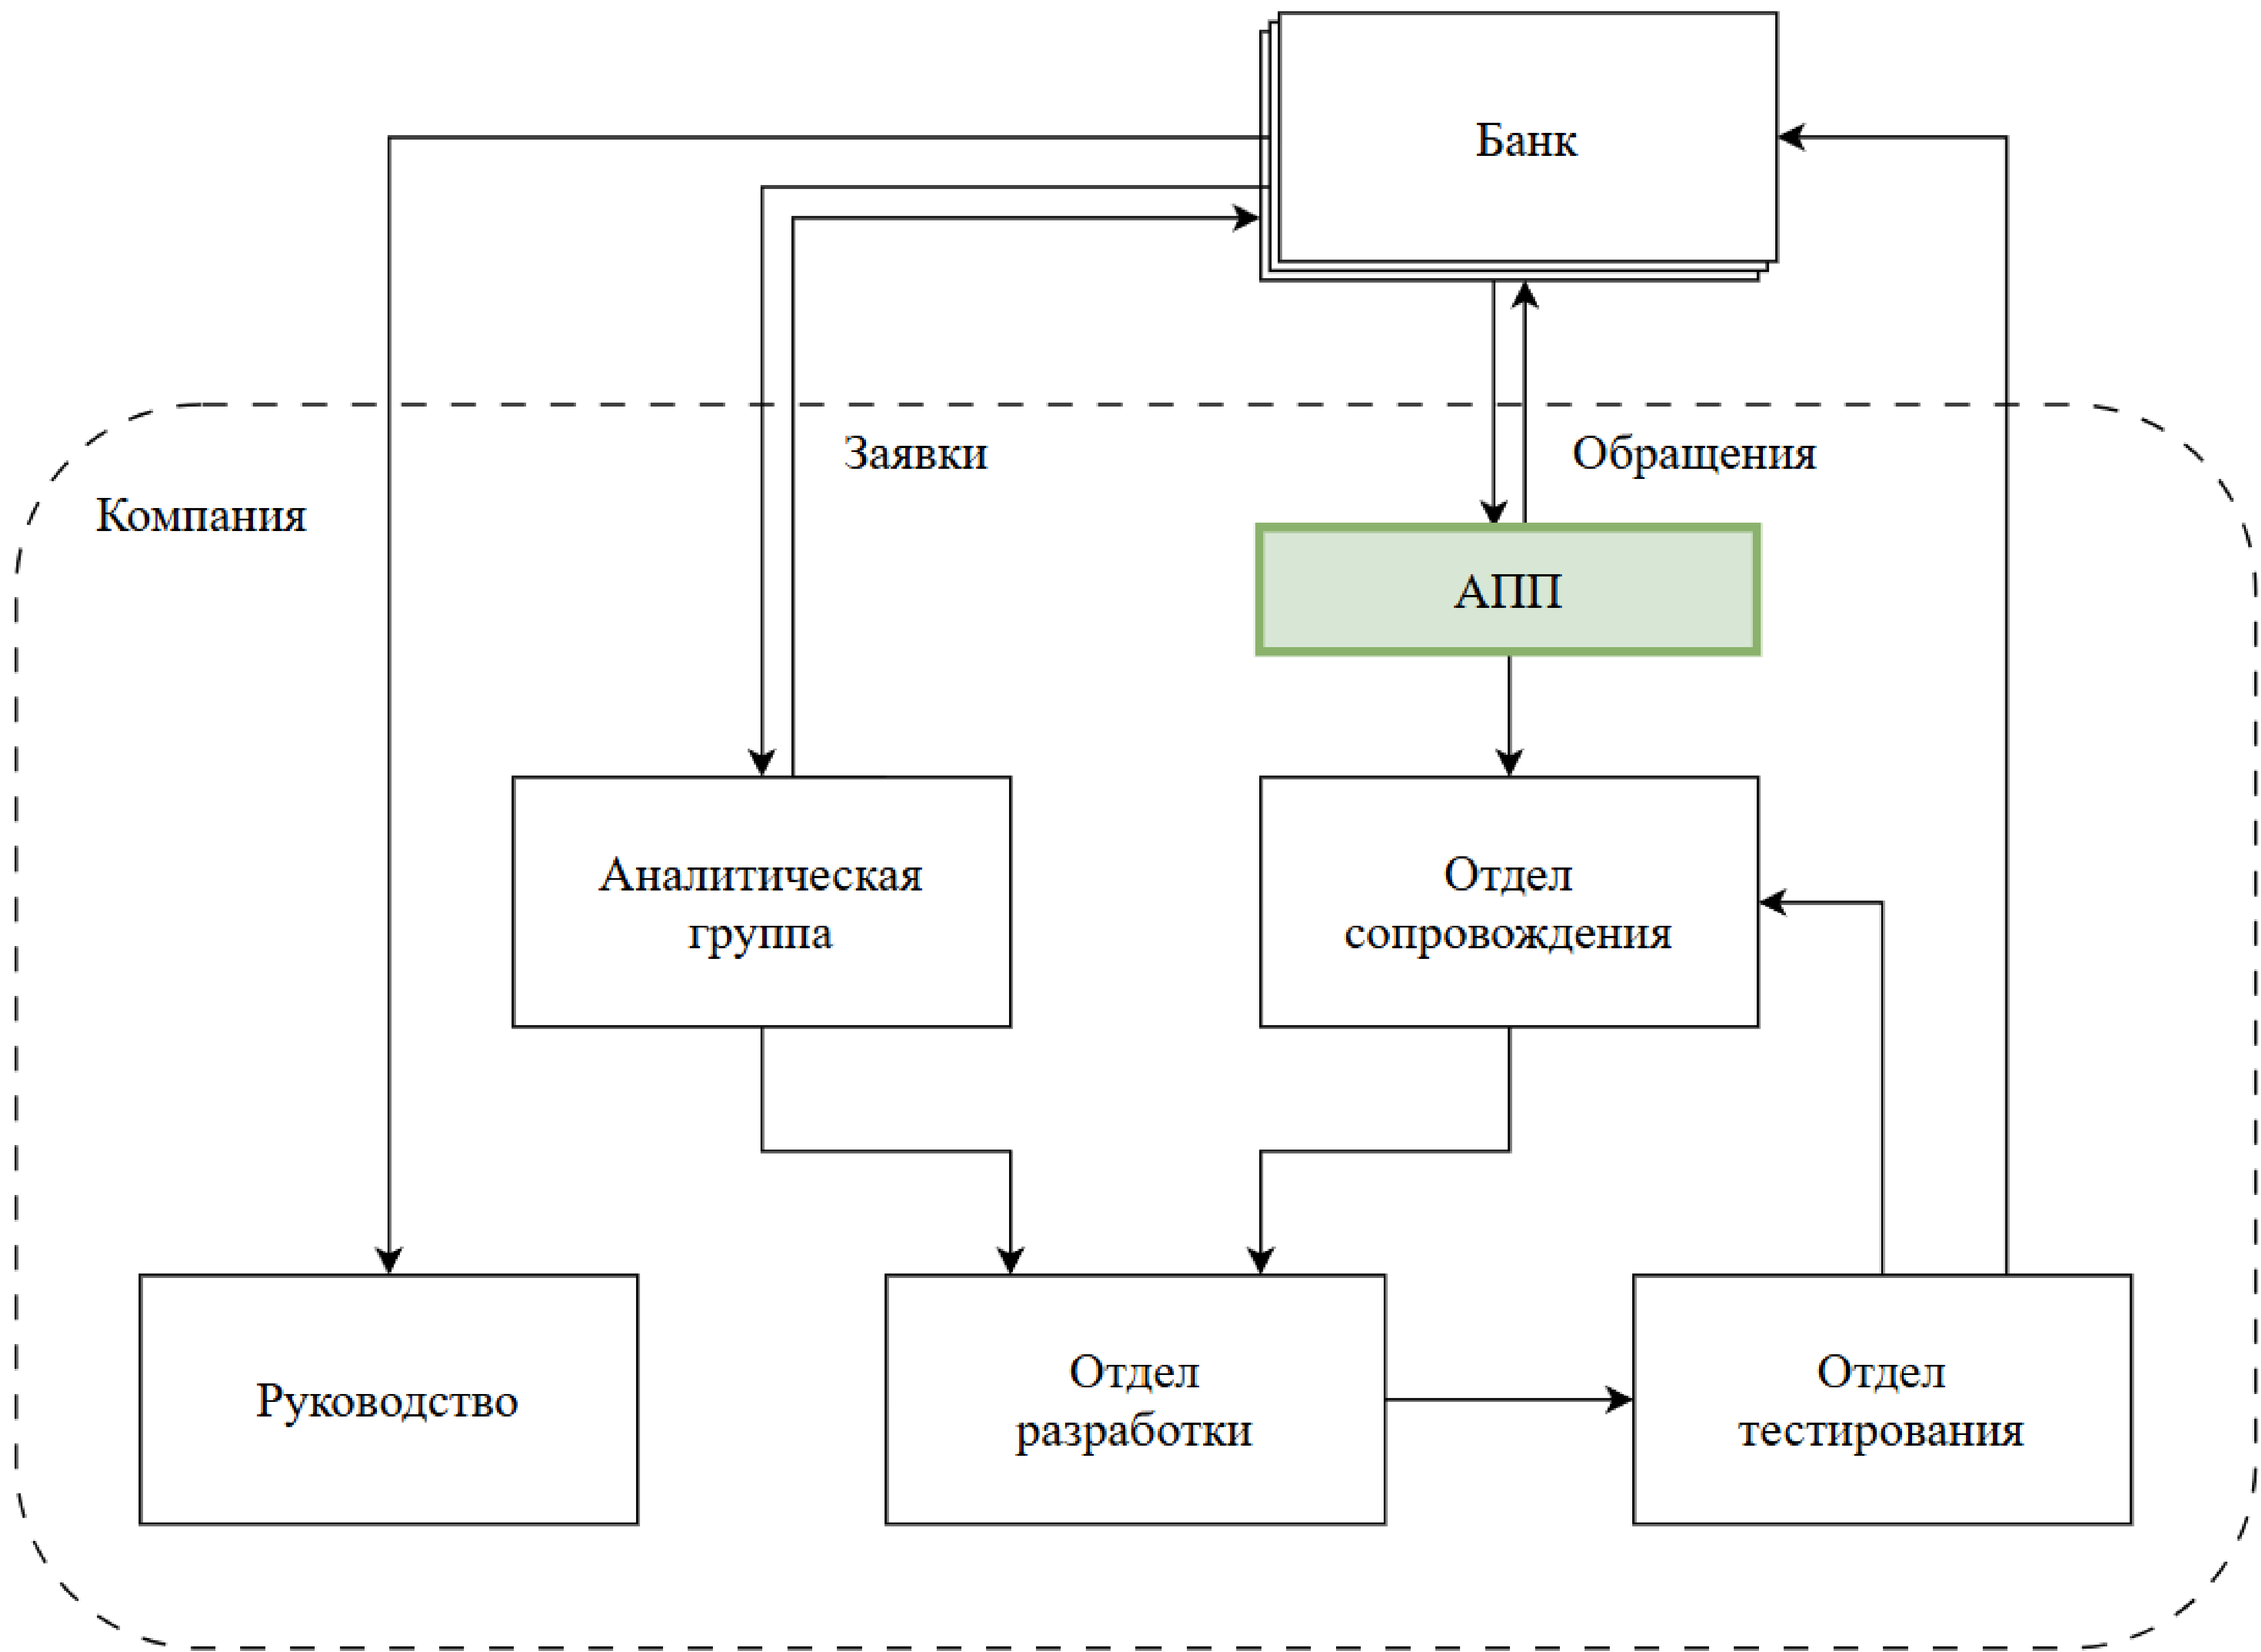 Банк
Заявки
Обращения
Компания
АПП
Аналитическая
группа
Отдел
сопровождения
Руководство
Отдел
разработки
Отдел
тестирования